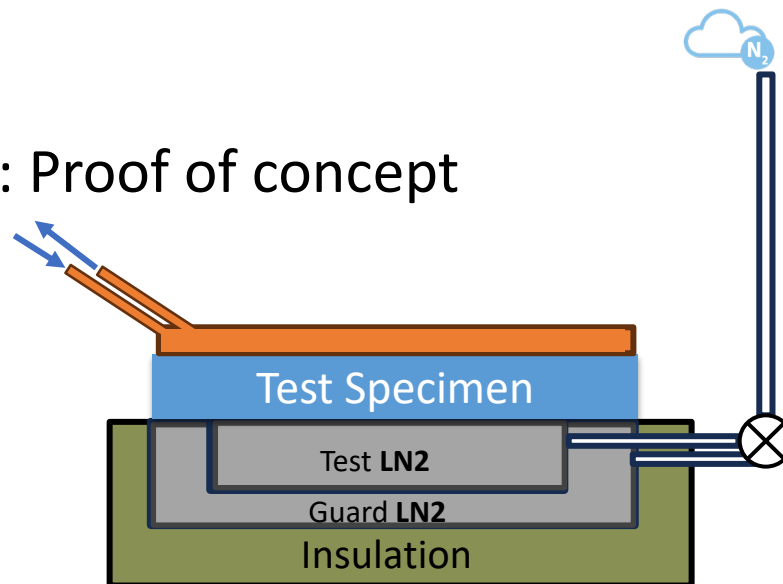 N₂
: Proof of concept
Test Specimen
Test LN2
Guard LN2
Insulation